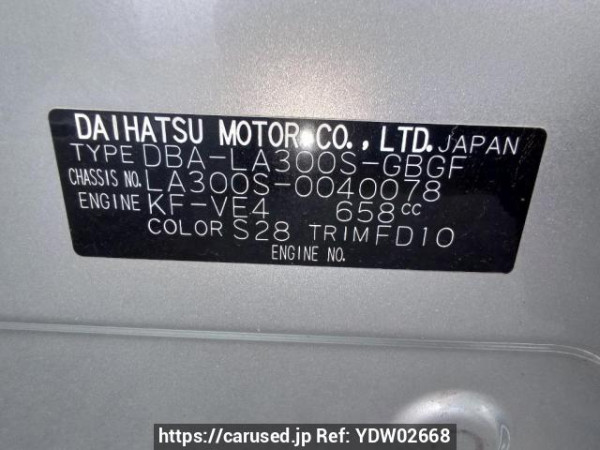 DAIHATSU MOTOR CO., LTD. JAPAN
TYPE DBA-LA300S-GBGF
CHASSIS NO. LA300S-0040078
ENGINE KF-VE4 658cc
COLOR S28 TRIM FD10
ENGINE NO.
https://carused.jp Ref: YDW02668